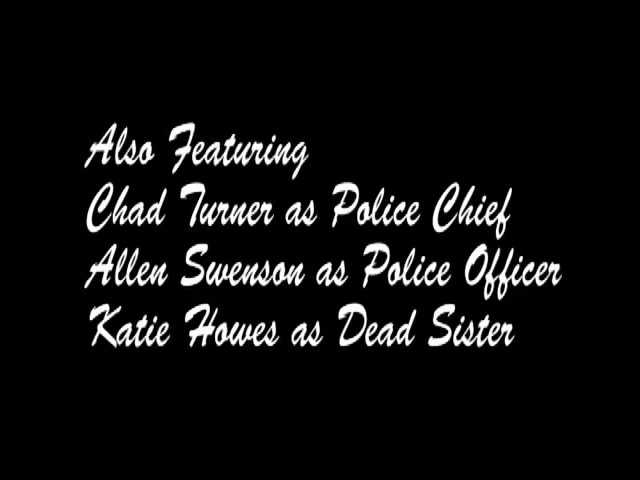 Also Featuring
Chad Turner as Police Chief
Allen Swenson as Police Officer
Katie Howes as Dead Sister